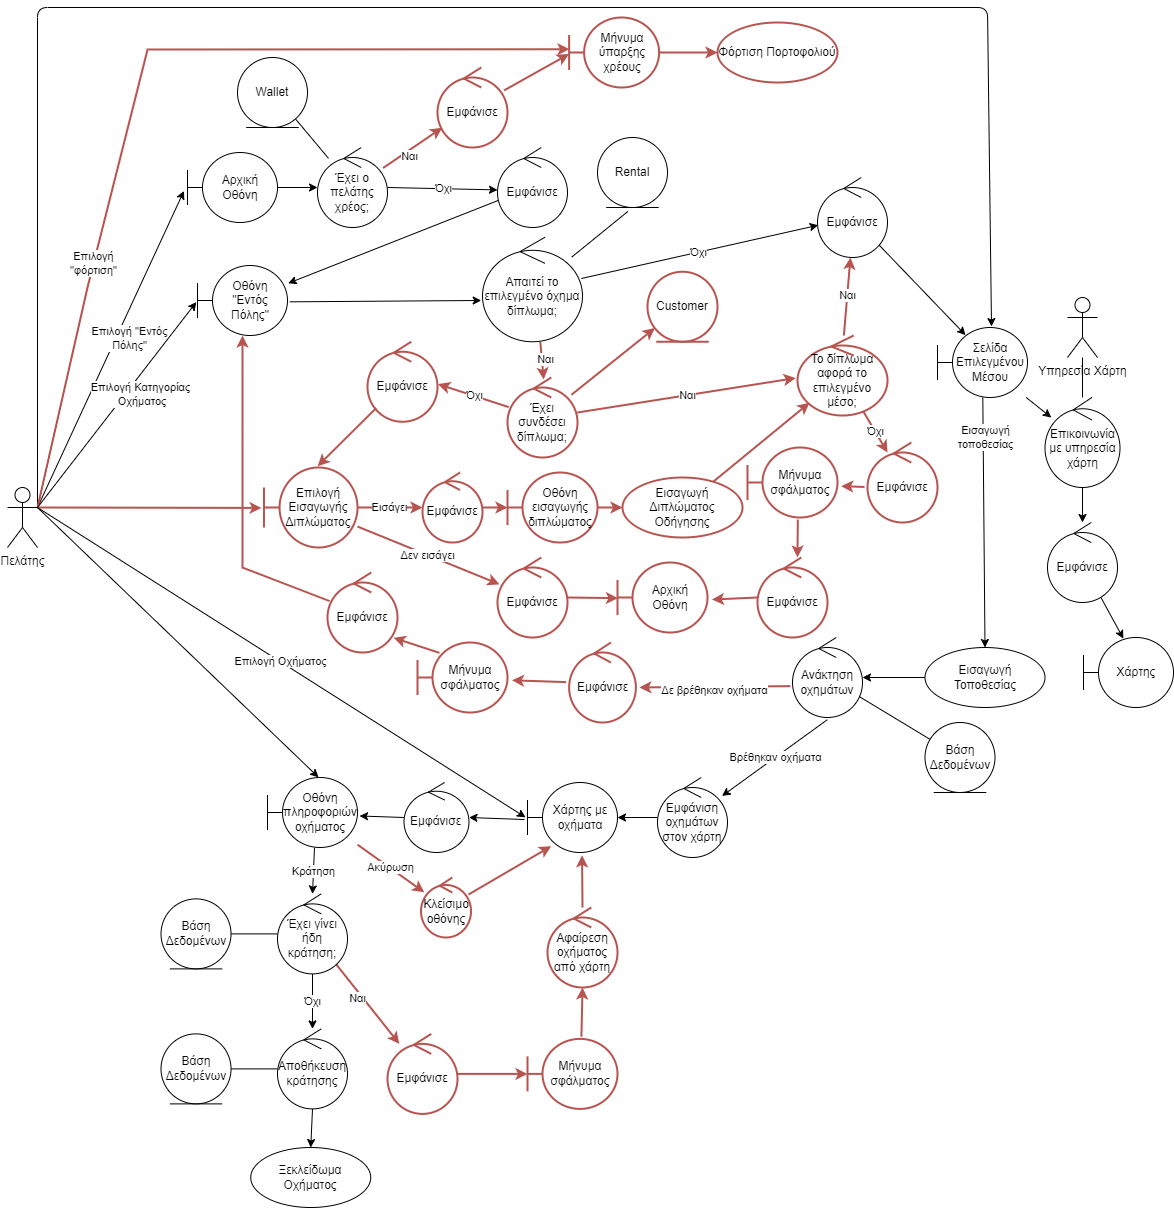 Μήνυμα
ύπαρξης
χρέους
Φόρτιση Πορτοφολιού
Wallet
Εμφάνισε
Ναι
Rental
Αρχική
Οθόνη
Έχει ο
πελάτης
χρέος;
Όχι
Εμφάνισε
Εμφάνισε
Όχι
Επιλογή
"φόρτιση"
Οθόνη
"Εντός
Πόλης"
Απαιτεί το
επιλεγμένο όχημα
δίπλωμα;
Ναι
Customer
Επιλογή "Εντός
Πόλης"
Ναι
Σελίδα
Επιλεγμένου
Μέσου
Υπηρεσία Χάρτη
Το δίπλωμα
αφορά το
επιλεγμένο
μέσο;
Επιλογή Κατηγορίας
Οχήματος
Εμφάνισε
Όχι
Έχει
συνδέσει
δίπλωμα;
Ναι
Όχι
Εισαγωγή
τοποθεσίας
Επικοινωνία
με υπηρεσία
χάρτη
Επιλογή
Εισαγωγής
Διπλώματος
Εισάγει
Εμφάνισε
Οθόνη
εισαγωγής
διπλώματος
Εισαγωγή
Διπλώματος
Οδήγησης
Μήνυμα
σφάλματος
Εμφάνισε
Πελάτης
Δεν εισάγει
Εμφάνισε
Εμφάνισε
Αρχική
Οθόνη
Εμφάνισε
Εμφάνισε
Επιλογή Οχήματος
Μήνυμα
σφάλματος
Εμφάνισε
Δε βρέθηκαν οχήματα
Ανάκτηση
οχημάτων
Εισαγωγή
Τοποθεσίας
Χάρτης
Βρέθηκαν οχήματα
Βάση
Δεδομένων
Οθόνη
πληροφοριών
οχήματος
Εμφάνισε
Χάρτης με
οχήματα
Εμφάνιση
οχημάτων
στον χάρτη
Κράτηση
Ακύρωση
Κλείσιμο
οθόνης
Βάση
Δεδομένων
Έχει γίνει
ήδη
κράτηση;
Αφαίρεση
οχήματος
από χάρτη
Όχι
Ναι
Βάση
Δεδομένων
Αποθήκευση
κράτησης
Εμφάνισε
Μήνυμα
σφάλματος
Ξεκλείδωμα
Οχήματος